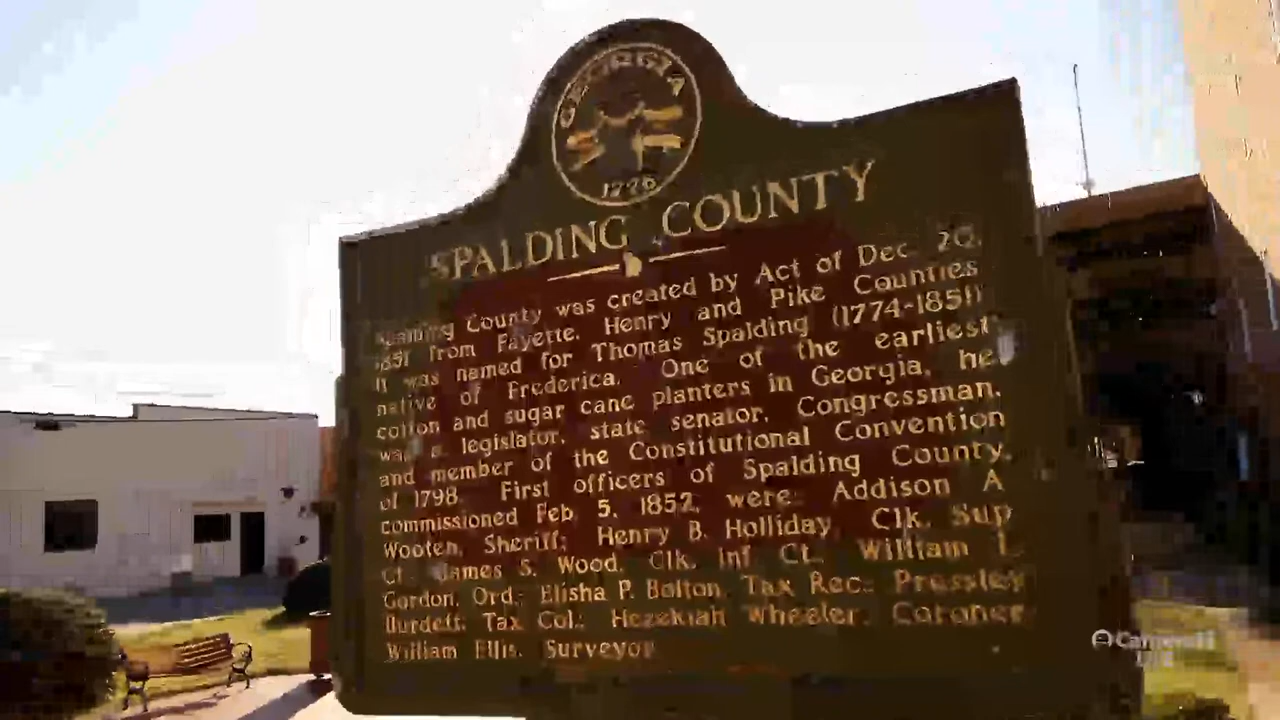 GEORGIA
1776
SPALDING COUNTY
Spalding County was created by Act of Dec. 20,
1851 from Fayette, Henry and Pike Counties
It was named for Thomas Spalding (1774-1851)
native of Frederica. One of the earliest
cotton and sugar cane planters in Georgia, he
was a legislator, state senator, Congressman,
and member of the Constitutional Convention
of 1798. First officers of Spalding County,
commissioned Feb. 5, 1852, were: Addison A
Wooten, Sheriff; Henry B. Holliday, Clk. Sup
Ct. James S. Wood, Clk. Inf. Ct. William L.
Gordon, Ord.; Elisha P. Bolton, Tax Rec.; Pressley
Burdett, Tax Col.; Hezekiah Wheeler, Coroner
William Ellis, Surveyor